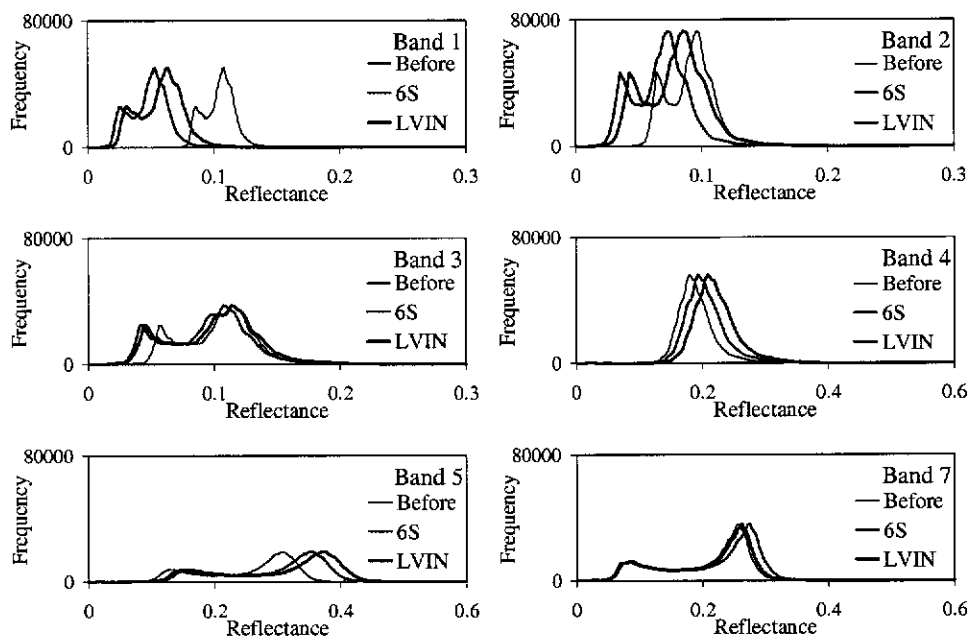 80000
Frequency
Band 1
Before
6S
LVIN
0
0 0.1 0.2 0.3
Reflectance
80000
Frequency
Band 2
Before
6S
LVIN
0
0 0.1 0.2 0.3
Reflectance
80000
Frequency
Band 3
Before
6S
LVIN
0
0 0.1 0.2 0.3
Reflectance
80000
Frequency
Band 4
Before
6S
LVIN
0
0 0.2 0.4 0.6
Reflectance
80000
Frequency
Band 5
Before
6S
LVIN
0
0 0.2 0.4 0.6
Reflectance
80000
Frequency
Band 7
Before
6S
LVIN
0
0 0.2 0.4 0.6
Reflectance